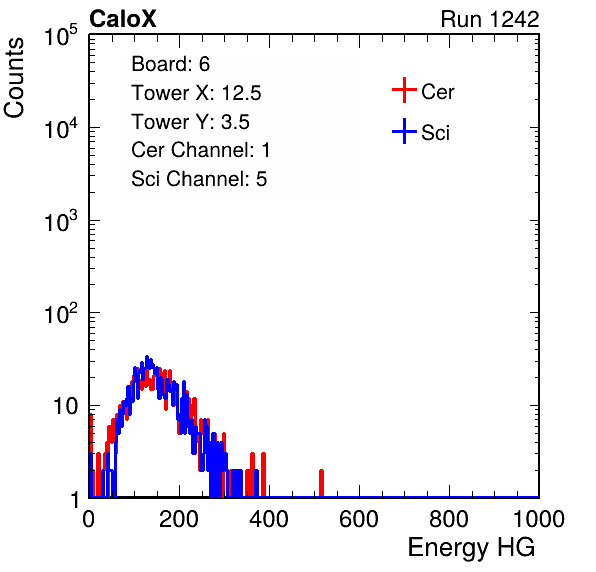 CaloX Run 1242
Counts
Board: 6
Tower X: 12.5
Tower Y: 3.5
Cer Channel: 1
Sci Channel: 5
Cer
Sci
10^5
10^4
10^3
10^2
10
1
0 200 400 600 800 1000
Energy HG